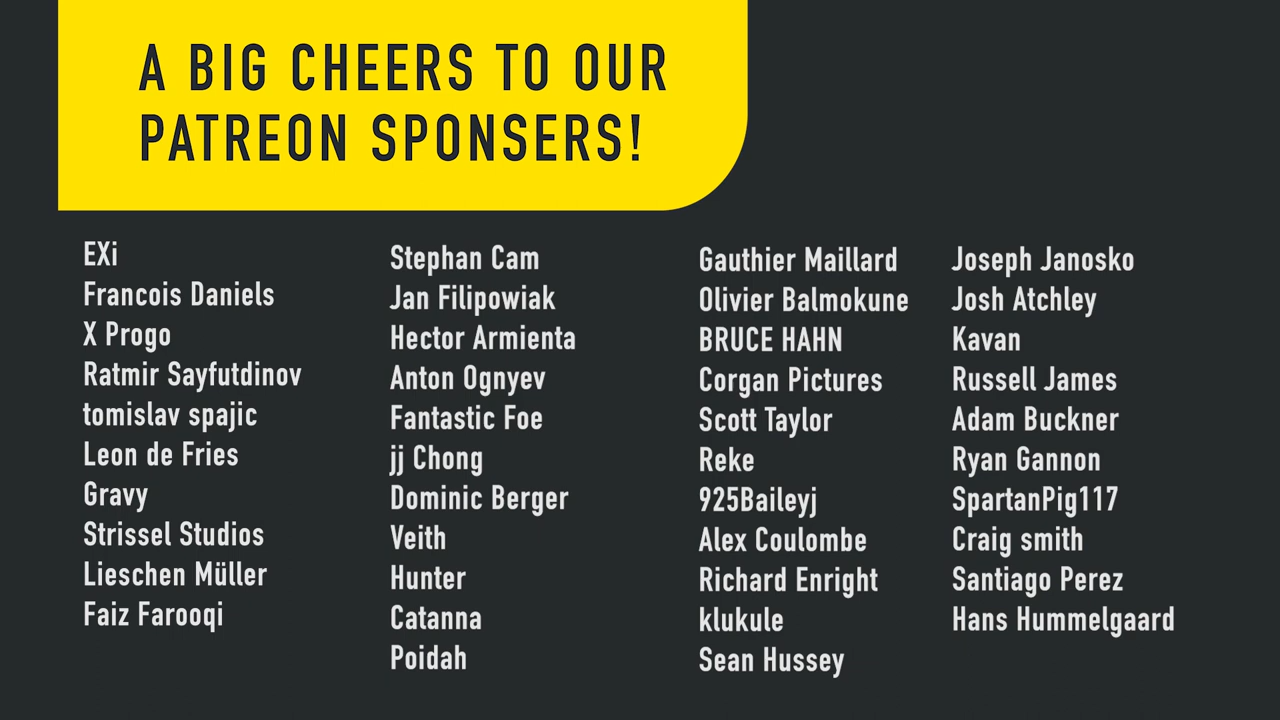 A BIG CHEERS TO OUR
PATREON SPONSERS!
EXi
Francois Daniels
X Progo
Ratmir Sayfutdinov
tomislav spajic
Leon de Fries
Gravy
Strissel Studios
Lieschen Müller
Faiz Farooqi
Stephan Cam
Jan Filipowiak
Hector Armienta
Anton Ognyev
Fantastic Foe
jj Chong
Dominic Berger
Veith
Hunter
Catanna
Poidah
Gauthier Maillard
Olivier Balmokune
BRUCE HAHN
Corgan Pictures
Scott Taylor
Reke
925Baileyj
Alex Coulombe
Richard Enright
klukule
Sean Hussey
Joseph Janosko
Josh Atchley
Kavan
Russell James
Adam Buckner
Ryan Gannon
SpartanPig117
Craig smith
Santiago Perez
Hans Hummelgaard